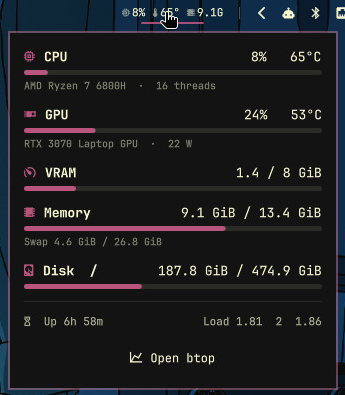 8% 65° 9.1G
CPU 8% 65°C
AMD Ryzen 7 6800H · 16 threads
GPU 24% 53°C
RTX 3070 Laptop GPU · 22 W
VRAM 1.4 / 8 GiB
Memory 9.1 GiB / 13.4 GiB
Swap 4.6 GiB / 26.8 GiB
Disk / 187.8 GiB / 474.9 GiB
Up 6h 58m Load 1.81 2 1.86
Open btop